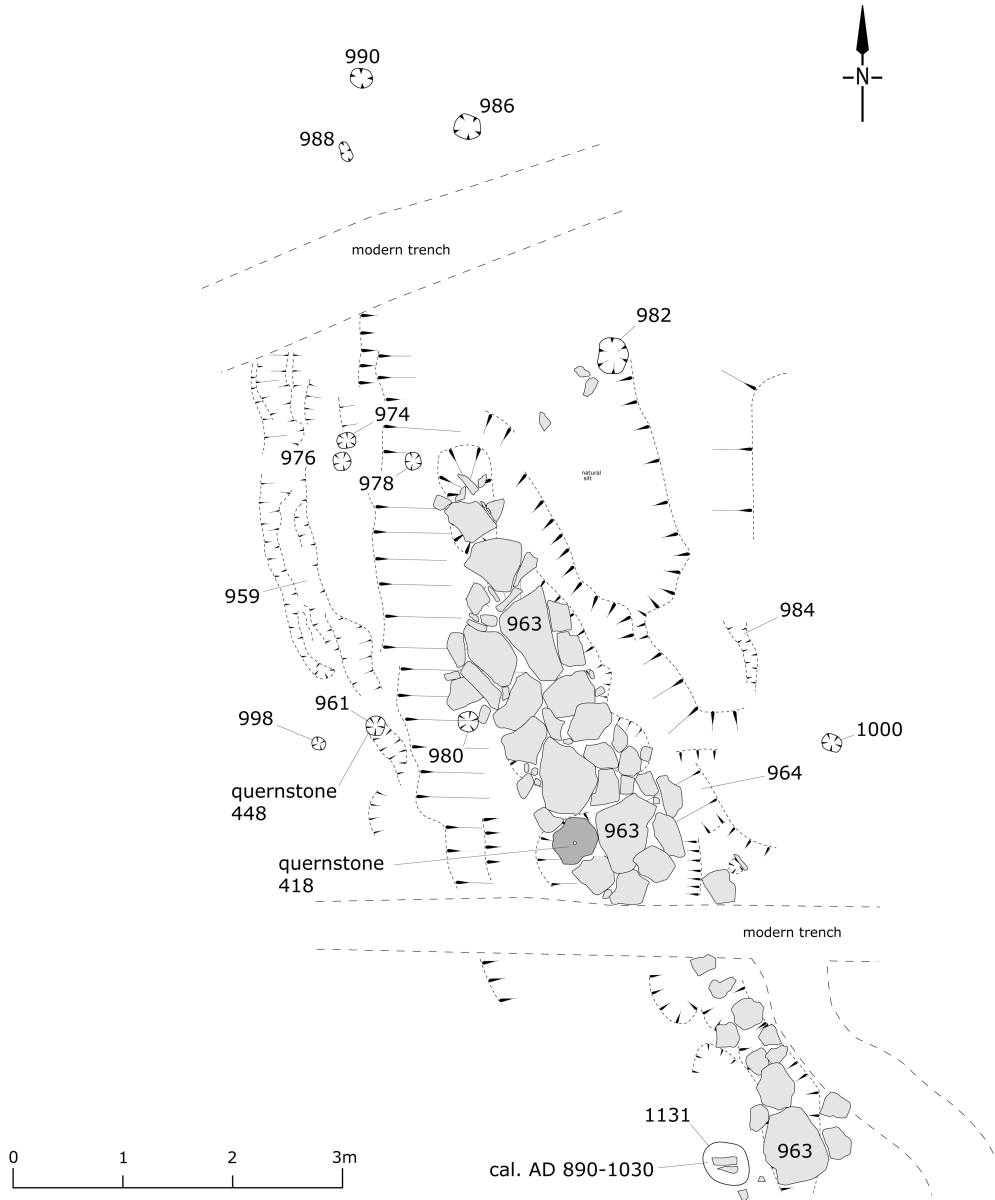 990
986
988
N
modern trench
982
974
976
978
natural
silt
959
963
984
961
998
980
1000
964
quernstone
448
963
quernstone
418
modern trench
1131
963
cal. AD 890-1030
0 1 2 3m